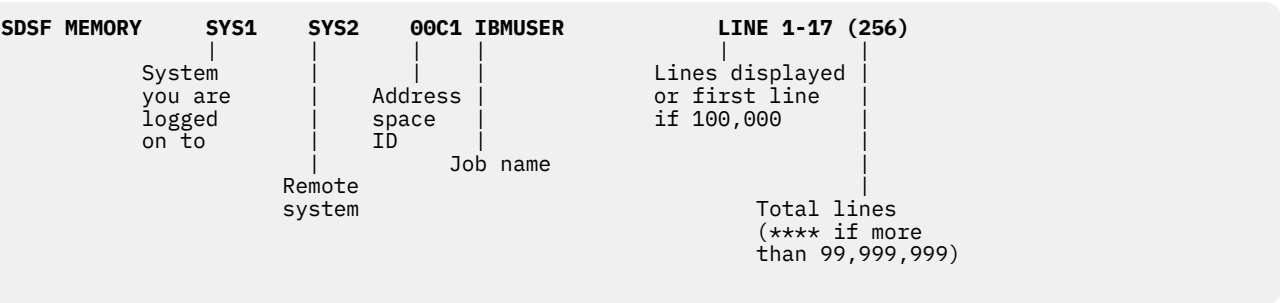 SDSF MEMORY SYS1 SYS2 00C1 IBMUSER LINE 1-17 (256)
| | | | | |
System | | | Lines displayed |
you are | Address | or first line |
logged | space | if 100,000 |
on to | ID | |
| Job name |
Remote |
system Total lines
(**** if more
than 99,999,999)